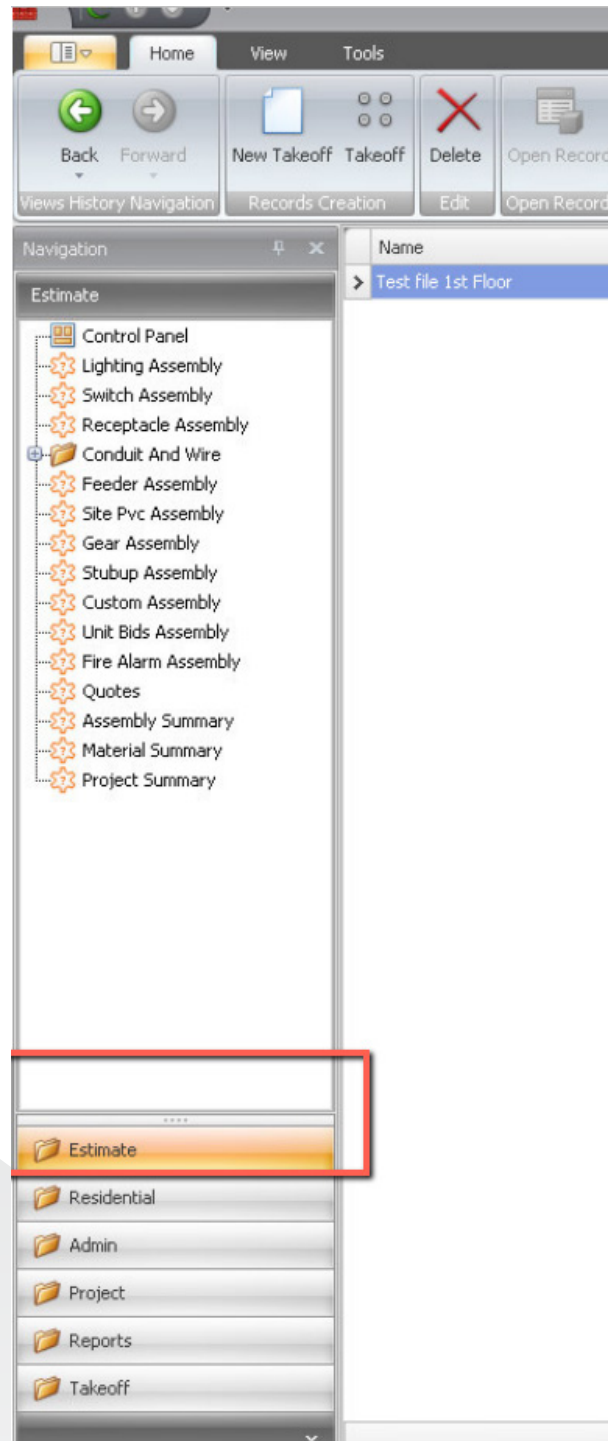 Home View Tools
Back Forward New Takeoff Takeoff Delete Open Record
Views History Navigation Records Creation Edit Open Record
Navigation
Name
Estimate
Test file 1st Floor
Control Panel
Lighting Assembly
Switch Assembly
Receptacle Assembly
Conduit And Wire
Feeder Assembly
Site Pvc Assembly
Gear Assembly
Stubup Assembly
Custom Assembly
Unit Bids Assembly
Fire Alarm Assembly
Quotes
Assembly Summary
Material Summary
Project Summary
Estimate
Residential
Admin
Project
Reports
Takeoff